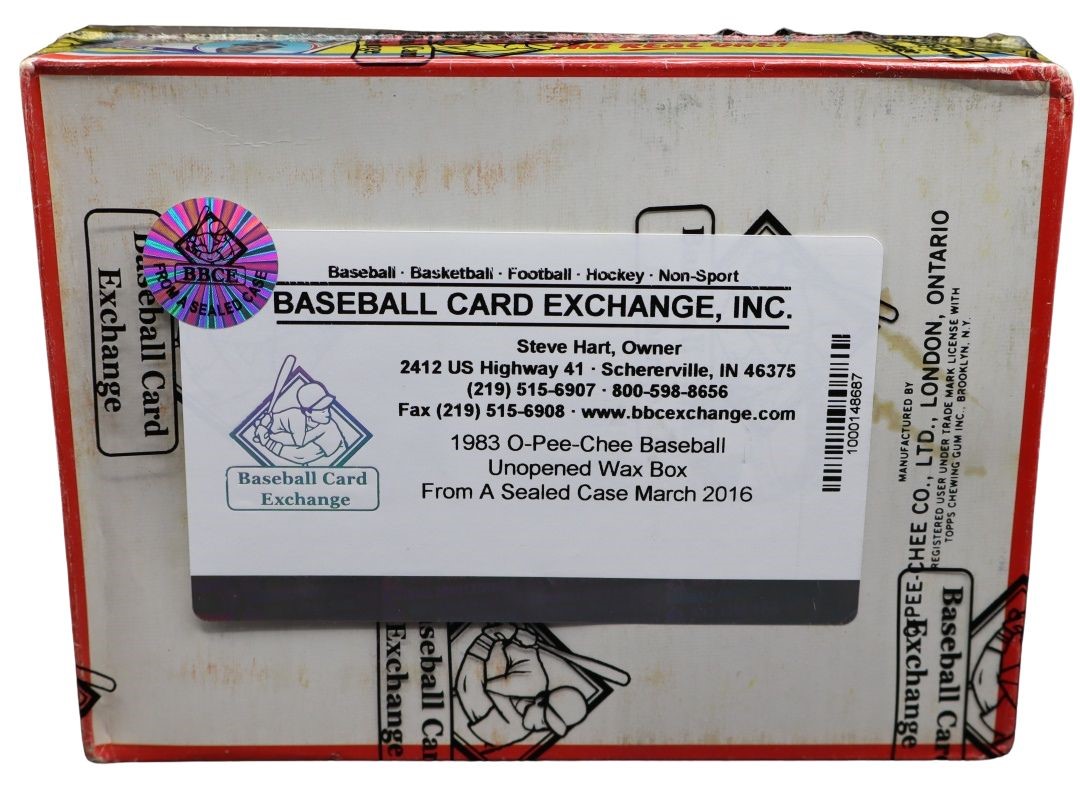 THE REAL ONE!
Baseball Card
Exchange
BBCE
FROM A SEALED CASE
Baseball · Basketball · Football · Hockey · Non-Sport
BASEBALL CARD EXCHANGE, INC.
Steve Hart, Owner
2412 US Highway 41 · Schererville, IN 46375
(219) 515-6907 · 800-598-8656
Fax (219) 515-6908 · www.bbcexchange.com
1983 O-Pee-Chee Baseball
Unopened Wax Box
From A Sealed Case March 2016
Baseball Card
Exchange
1000148687
MANUFACTURED BY
O-PEE-CHEE CO., LTD., LONDON, ONTARIO
REGISTERED USER UNDER TRADE MARK LICENSE WITH
TOPPS CHEWING GUM INC., BROOKLYN, N.Y.
seball Car
Exchange
Baseball Car
Exchange